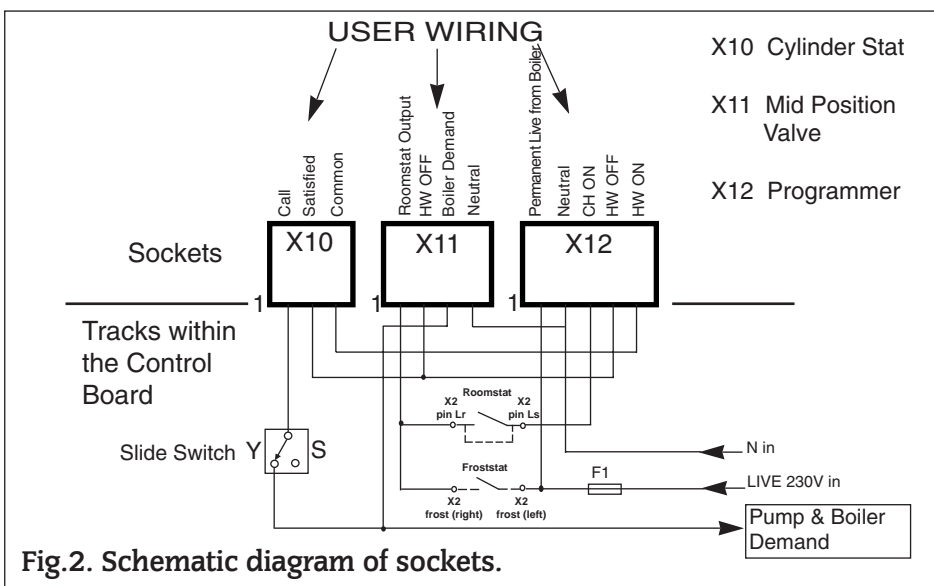 USER WIRING
X10 Cylinder Stat
X11 Mid Position
Valve
X12 Programmer
Call
Satisfied
Common
Roomstat Output
HW OFF
Boiler Demand
Neutral
Permanent Live from Boiler
Neutral
CH ON
HW OFF
HW ON
Sockets
X10
X11
X12
1
1
1
Tracks within
the Control
Board
Roomstat
X2
pin Lr
X2
pin Ls
Slide Switch
Y
S
N in
Froststat
F1
LIVE 230V in
X2
frost (right)
X2
frost (left)
Pump & Boiler
Demand
Fig.2. Schematic diagram of sockets.